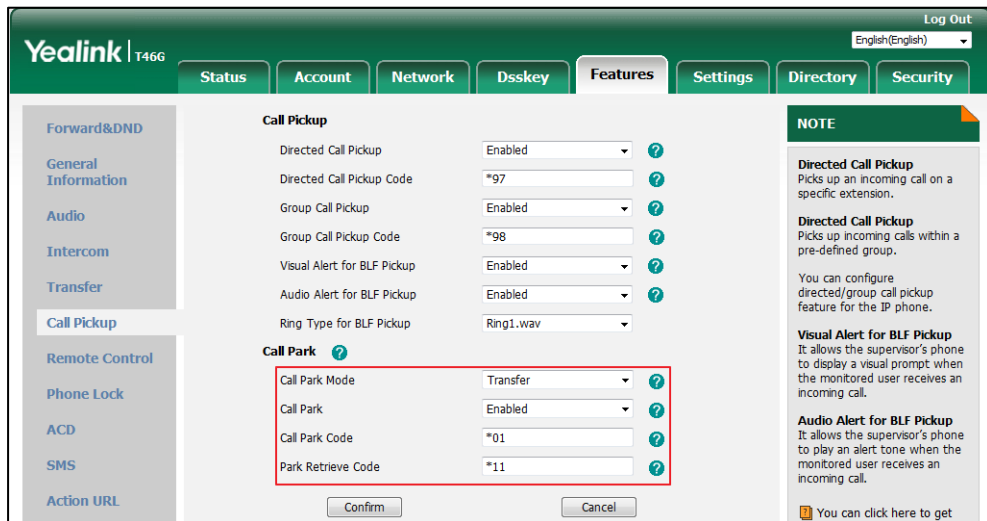 Log Out
Yealink T46G
English(English)
Status Account Network Dsskey Features Settings Directory Security
Forward&DND
General
Information
Audio
Intercom
Transfer
Call Pickup
Remote Control
Phone Lock
ACD
SMS
Action URL
Call Pickup
Directed Call Pickup Enabled ?
Directed Call Pickup Code *97 ?
Group Call Pickup Enabled ?
Group Call Pickup Code *98 ?
Visual Alert for BLF Pickup Enabled ?
Audio Alert for BLF Pickup Enabled ?
Ring Type for BLF Pickup Ring1.wav
Call Park ?
Call Park Mode Transfer ?
Call Park Enabled ?
Call Park Code *01 ?
Park Retrieve Code *11 ?
Confirm Cancel
NOTE
Directed Call Pickup
Picks up an incoming call on a
specific extension.
Directed Call Pickup
Picks up incoming calls within a
pre-defined group.
You can configure
directed/group call pickup
feature for the IP phone.
Visual Alert for BLF Pickup
It allows the supervisor's phone
to display a visual prompt when
the monitored user receives an
incoming call.
Audio Alert for BLF Pickup
It allows the supervisor's phone
to play an alert tone when the
monitored user receives an
incoming call.
? You can click here to get